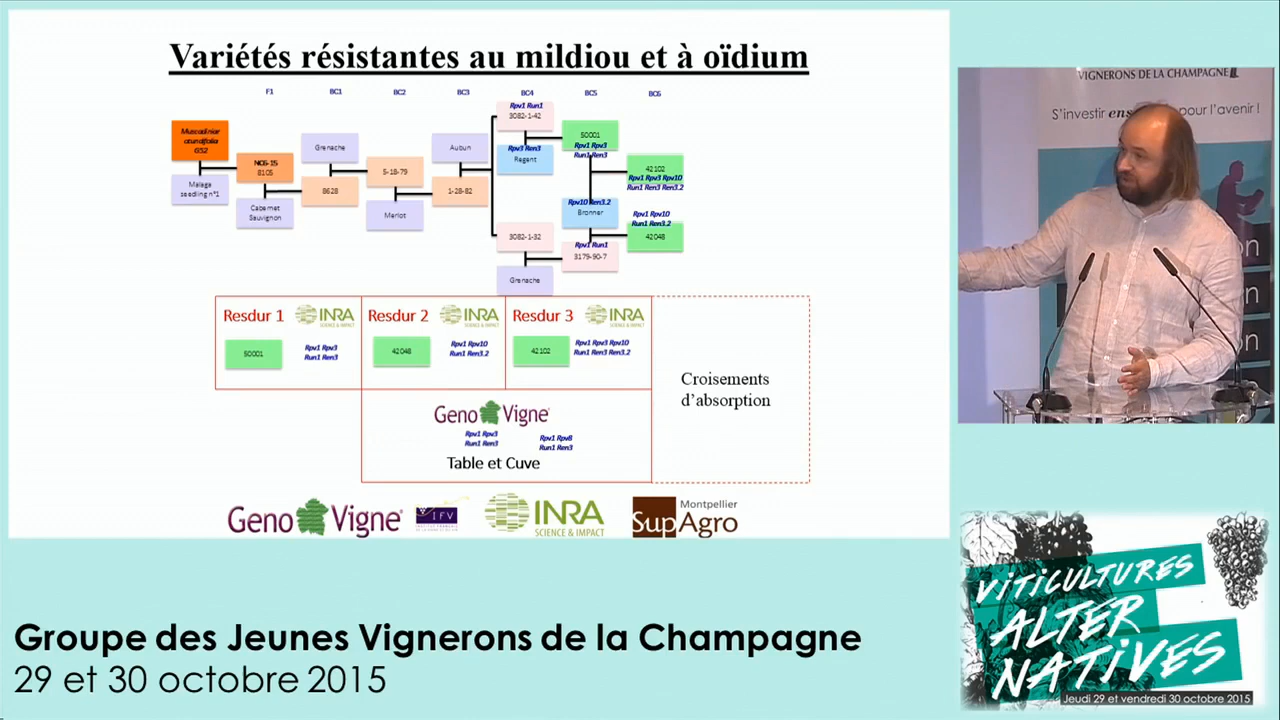 Variétés résistantes au mildiou et à oïdium
F1
BC1
BC2
BC3
BC4
BC5
BC6
Rpv1 Run1
3082-1-42
50001
Rpv1 Rpv3
Run1 Ren3
Grenache
Aubun
Rpv3 Ren3
Regent
NC6-15
8105
5-18-79
42102
Rpv1 Rpv3 Rpv10
Run1 Ren3 Ren3.2
Malaga
seedling n°1
8628
1-28-82
Cabernet
Sauvignon
Merlot
Rpv10 Ren3.2
Bronner
Rpv1 Rpv10
Run1 Ren3.2
3082-1-32
42048
Rpv1 Run1
3179-90-7
Grenache
Resdur 1
INRA
SCIENCE & IMPACT
50001
Rpv1 Rpv3
Run1 Ren3
Resdur 2
INRA
SCIENCE & IMPACT
42048
Rpv1 Rpv10
Run1 Ren3.2
Resdur 3
INRA
SCIENCE & IMPACT
42102
Rpv1 Rpv3 Rpv10
Run1 Ren3 Ren3.2
Croisements
d'absorption
Geno Vigne
Rpv1 Rpv3
Run1 Ren3
Rpv1 Rpv8
Run1 Ren3
Table et Cuve
Geno Vigne
IFV
INRA
SCIENCE & IMPACT
Montpellier
SupAgro
VIGNERONS DE LA CHAMPAGNE
S'investir pour l'avenir !
Groupe des Jeunes Vignerons de la Champagne
29 et 30 octobre 2015
VITICULTURES
ALTER
NATIVES
Jeudi 29 et vendredi 30 octobre 2015